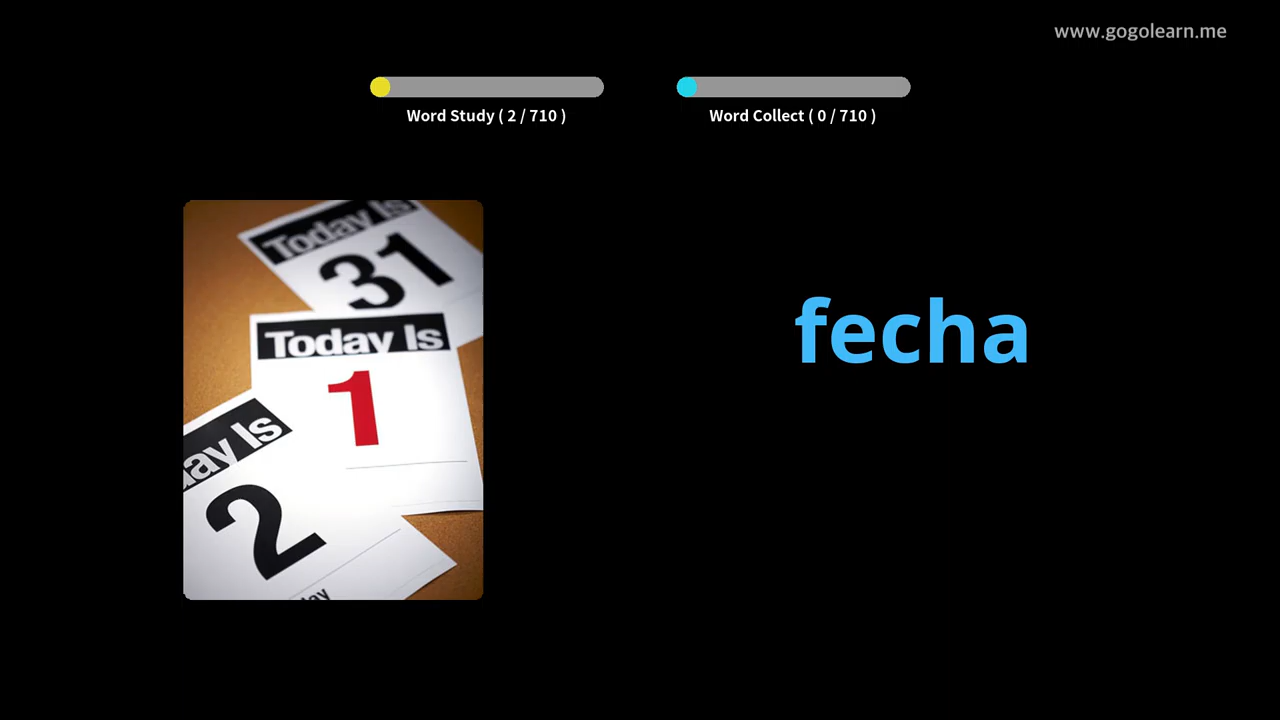 www.gogolearn.me
Word Study ( 2 / 710 )
Word Collect ( 0 / 710 )
Today Is
31
Today Is
1
ay Is
2
fecha